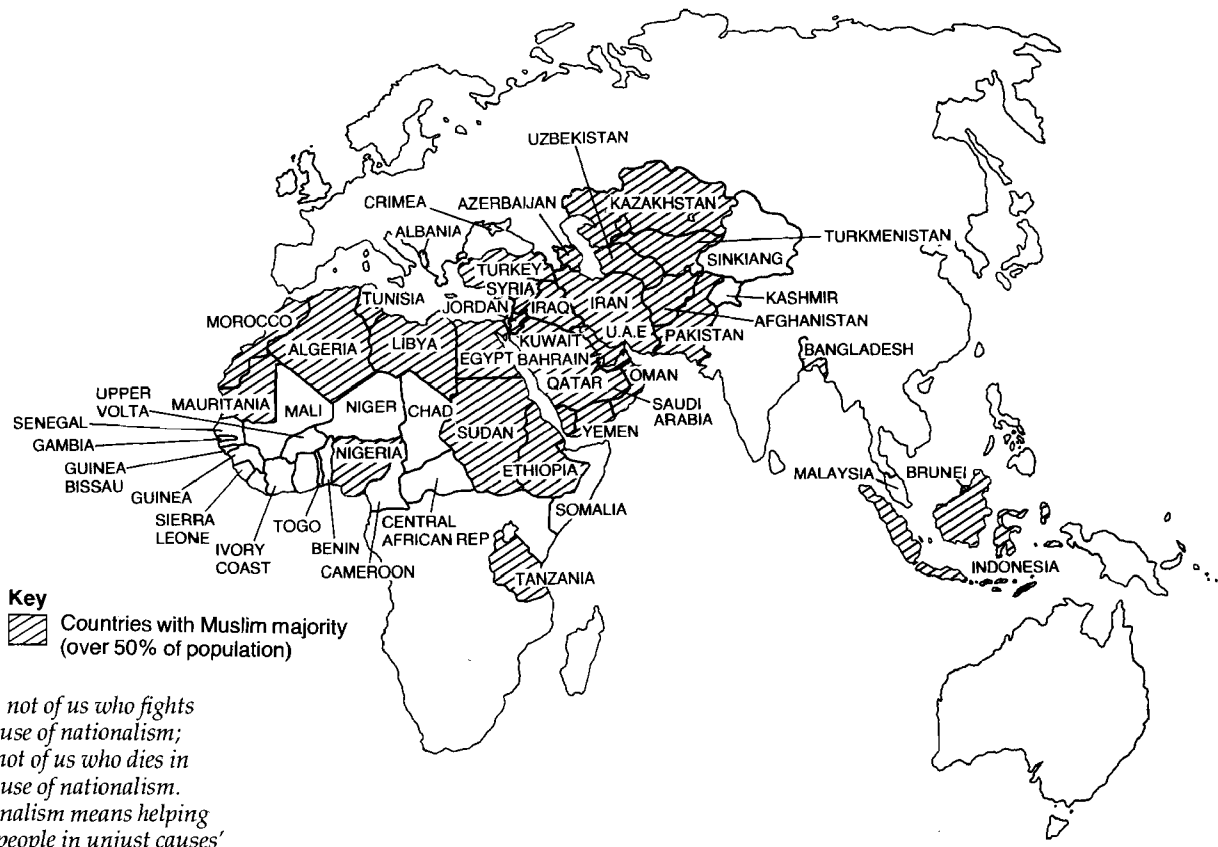 UZBEKISTAN
CRIMEA
AZERBAIJAN
KAZAKHSTAN
ALBANIA
TURKMENISTAN
SINKIANG
TURKEY
SYRIA
TUNISIA
JORDAN
IRAQ
IRAN
KASHMIR
MOROCCO
AFGHANISTAN
U.A.E
PAKISTAN
ALGERIA
LIBYA
KUWAIT
BANGLADESH
EGYPT
BAHRAIN
OMAN
QATAR
UPPER
VOLTA
MAURITANIA
MALI
NIGER
CHAD
SAUDI
ARABIA
SENEGAL
SUDAN
YEMEN
GAMBIA
NIGERIA
GUINEA
BISSAU
ETHIOPIA
MALAYSIA
BRUNEI
GUINEA
SIERRA
LEONE
SOMALIA
IVORY
COAST
TOGO
BENIN
CENTRAL
AFRICAN REP
CAMEROON
INDONESIA
TANZANIA
Key
Countries with Muslim majority
(over 50% of population)
not of us who fights
use of nationalism;
not of us who dies in
use of nationalism.
nalism means helping
people in unjust causes'